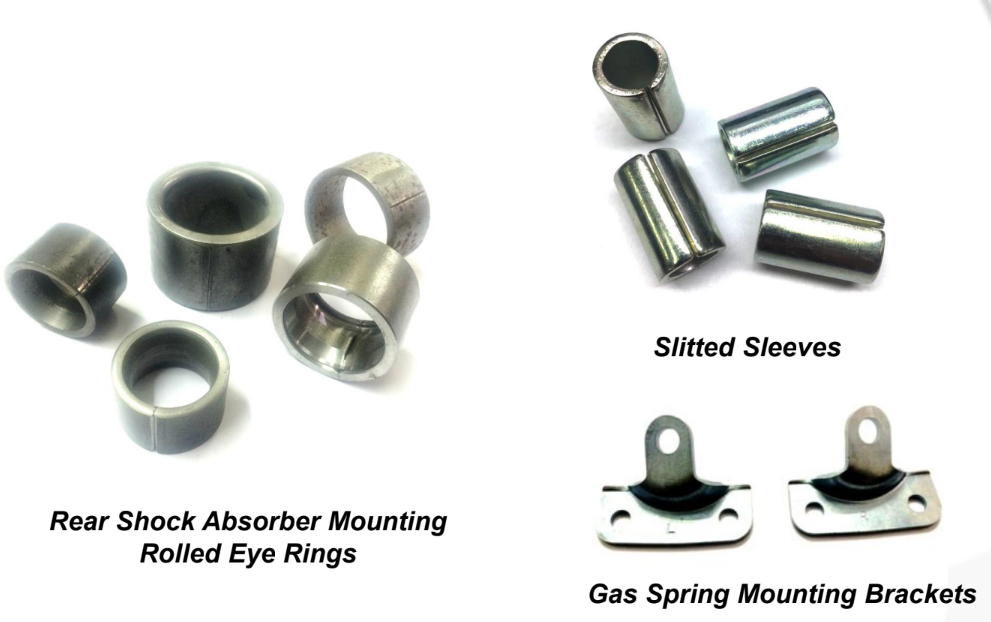 Slitted Sleeves
Rear Shock Absorber Mounting
Rolled Eye Rings
L
Gas Spring Mounting Brackets